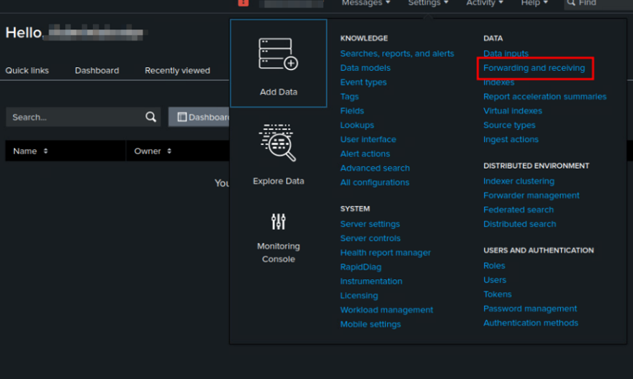 Messages Settings Activity Help Find
Hello,
Quick links Dashboard Recently viewed
Search... Dashboard
Name Owner
You
Add Data
Explore Data
Monitoring
Console
KNOWLEDGE
Searches, reports, and alerts
Data models
Event types
Tags
Fields
Lookups
User interface
Alert actions
Advanced search
All configurations
SYSTEM
Server settings
Server controls
Health report manager
RapidDiag
Instrumentation
Licensing
Workload management
Mobile settings
DATA
Data inputs
Forwarding and receiving
Indexes
Report acceleration summaries
Virtual indexes
Source types
Ingest actions
DISTRIBUTED ENVIRONMENT
Indexer clustering
Forwarder management
Federated search
Distributed search
USERS AND AUTHENTICATION
Roles
Users
Tokens
Password management
Authentication methods